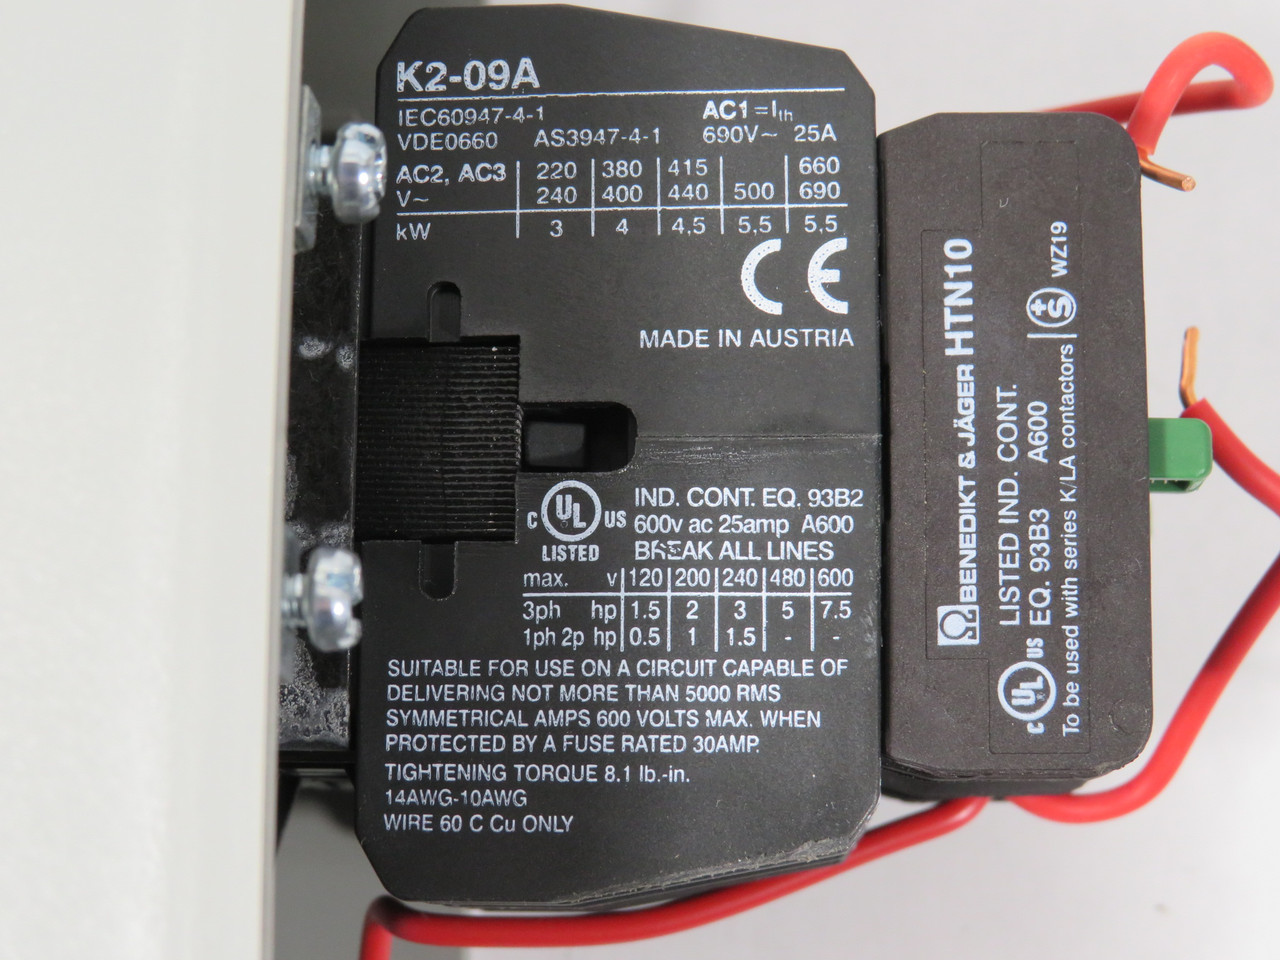 K2-09A
IEC60947-4-1 AC1 = Ith
VDE0660 AS3947-4-1 690V~ 25A
AC2, AC3 220 380 415 660
V~ 240 400 440 500 690
kW 3 4 4,5 5,5 5,5
CE
MADE IN AUSTRIA
IND. CONT. EQ. 93B2
C UL US 600v ac 25amp A600
LISTED BREAK ALL LINES
max. v 120 200 240 480 600
3ph hp 1.5 2 3 5 7.5
1ph 2p hp 0.5 1 1.5 - -
SUITABLE FOR USE ON A CIRCUIT CAPABLE OF
DELIVERING NOT MORE THAN 5000 RMS
SYMMETRICAL AMPS 600 VOLTS MAX. WHEN
PROTECTED BY A FUSE RATED 30AMP.
TIGHTENING TORQUE 8.1 lb.-in.
14AWG-10AWG
WIRE 60 C Cu ONLY
BENEDIKT & JÄGER HTN10
LISTED IND. CONT.
C UL US EQ. 93B3 A600 +S
To be used with series K/LA contactors WZ19